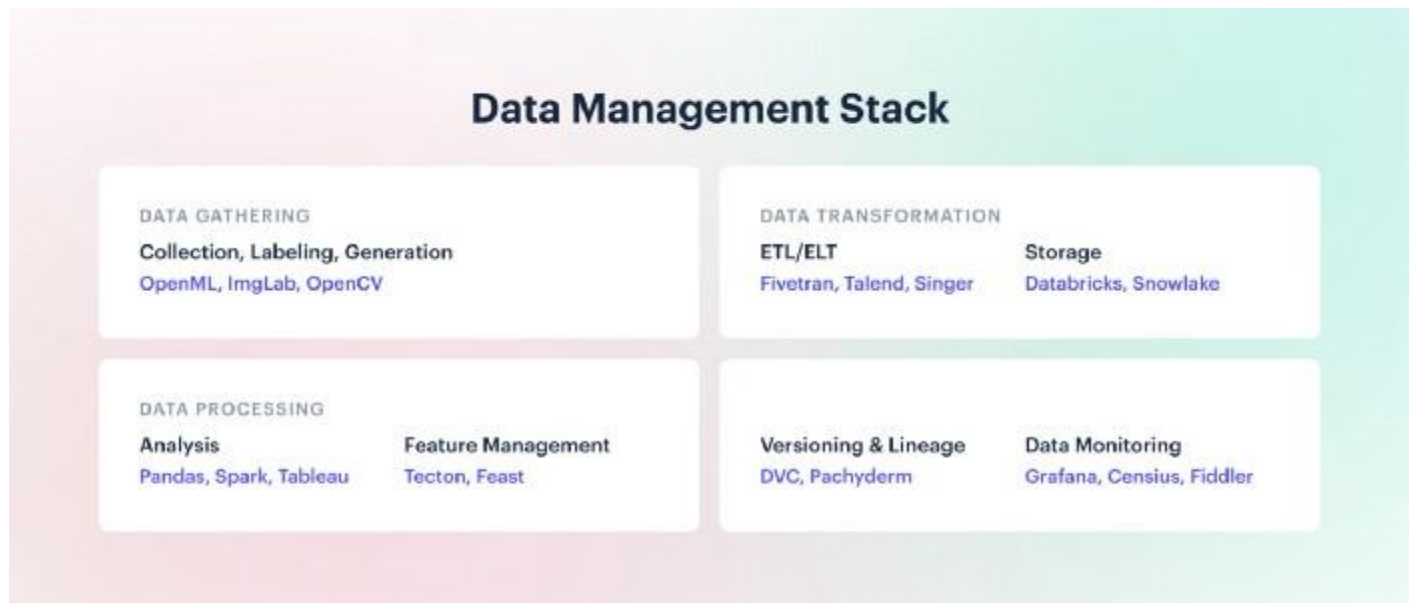 Data Management Stack
DATA GATHERING
Collection, Labeling, Generation
OpenML, ImgLab, OpenCV
DATA TRANSFORMATION
ETL/ELT
Fivetran, Talend, Singer
Storage
Databricks, Snowlake
DATA PROCESSING
Analysis
Pandas, Spark, Tableau
Feature Management
Tecton, Feast
Versioning & Lineage
DVC, Pachyderm
Data Monitoring
Grafana, Censius, Fiddler